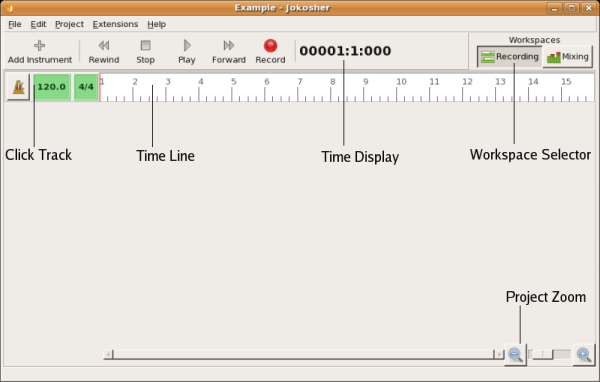 Example - Jokosher
File Edit Project Extensions Help
Add Instrument Rewind Stop Play Forward Record 00001:1:000 Workspaces
Recording Mixing
120.0 4/4 1 2 3 4 5 6 7 8 9 10 11 12 13 14 15
Click Track Time Line Time Display Workspace Selector
Project Zoom